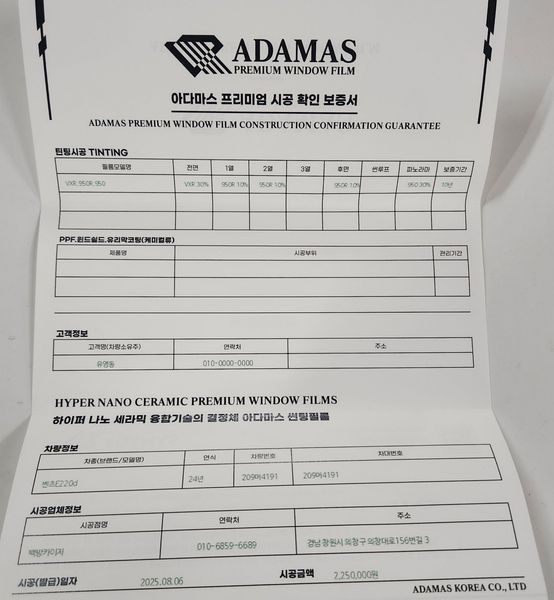 ADAMAS
PREMIUM WINDOW FILM
아다마스 프리미엄 시공 확인 보증서
ADAMAS PREMIUM WINDOW FILM CONSTRUCTION CONFIRMATION GUARANTEE
틴팅시공 TINTING
필름모델명 전면 1열 2열 3열 후면 썬루프 파노라마 보증기간
VXR, 950R, 950 VXR 30% 950R 10% 950R 10% 950R 10% 950 30% 10년
PPF.윈드쉴드.유리막코팅(케미컬류)
제품명 시공부위 관리기간
고객정보
고객명(차량소유주) 연락처 주소
유영동 010-0000-0000
HYPER NANO CERAMIC PREMIUM WINDOW FILMS
하이퍼 나노 세라믹 융합기술의 결정체 아다마스 썬팅필름
차량정보
차종(브랜드/모델명) 연식 차량번호 차대번호
벤츠E220d 24년 209머4191 209머4191
시공업체정보
시공점명 연락처 주소
백방카이저 010-6859-6689 경남 창원시 의창구 의창대로156번길 3
시공(발급)일자 2025.08.06 시공금액 2,250,000원
ADAMAS KOREA CO., LTD